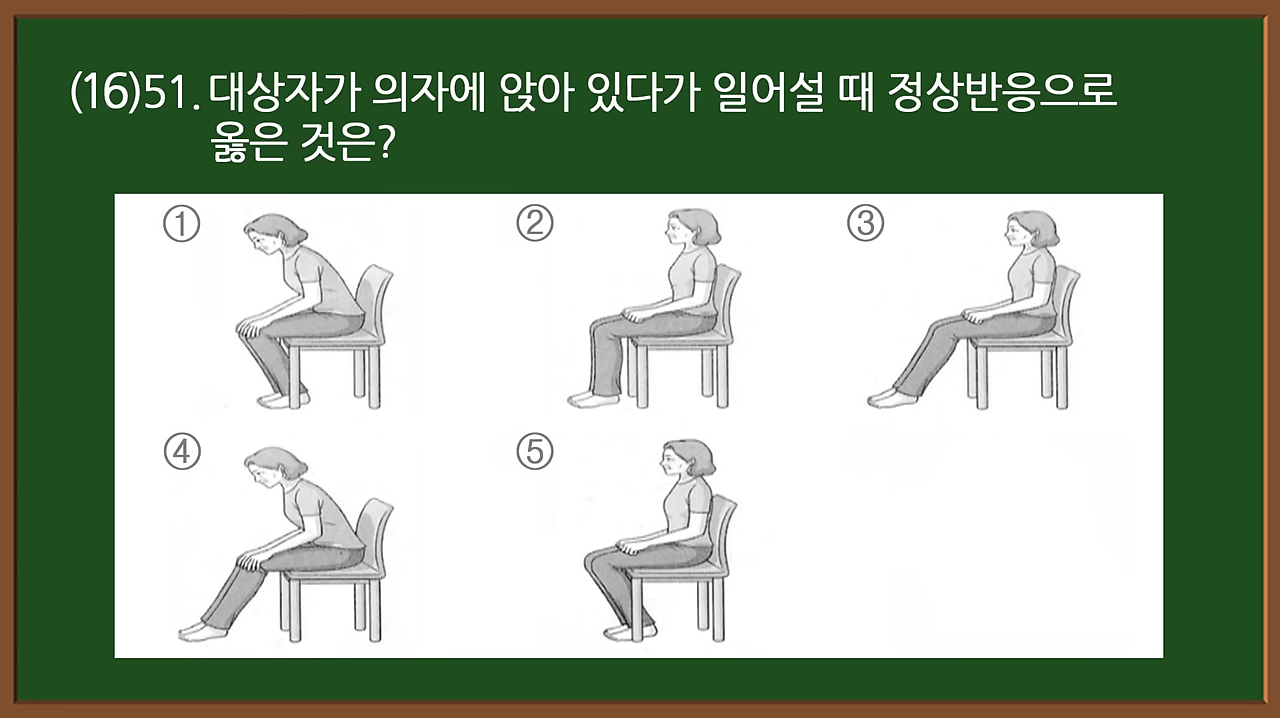 (16)51. 대상자가 의자에 앉아 있다가 일어설 때 정상반응으로
옳은 것은?
① ② ③
④ ⑤